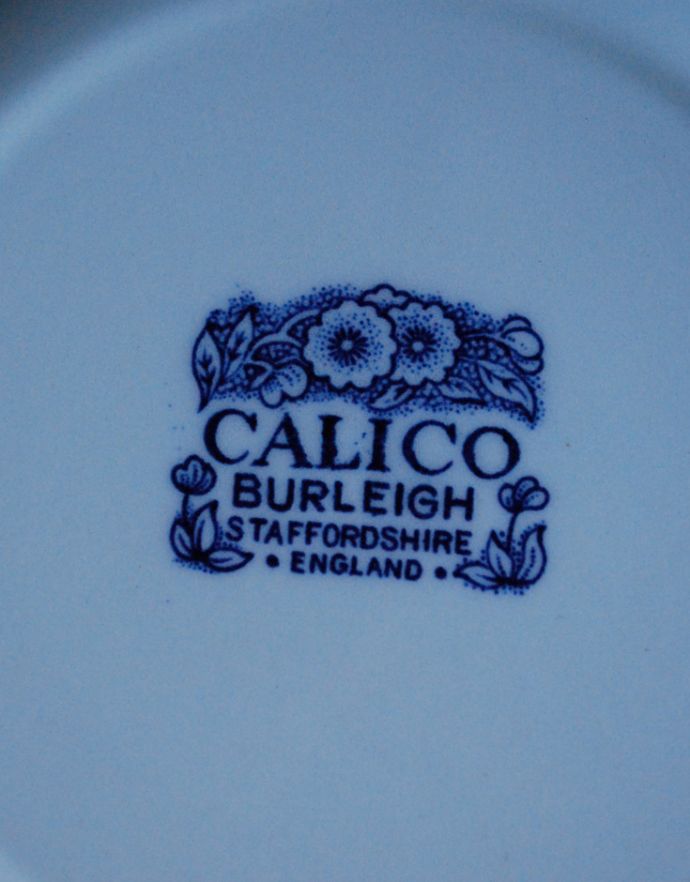 CALICO
BURLEIGH
STAFFORDSHIRE
• ENGLAND •